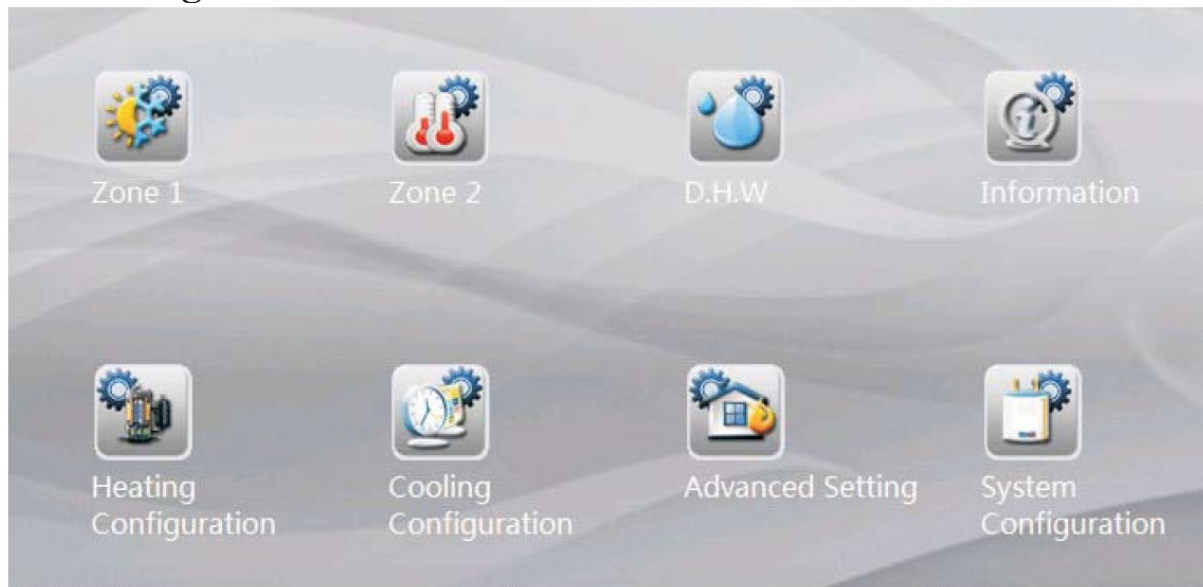 Zone 1
Zone 2
D.H.W
Information
Heating
Configuration
Cooling
Configuration
Advanced Setting
System
Configuration